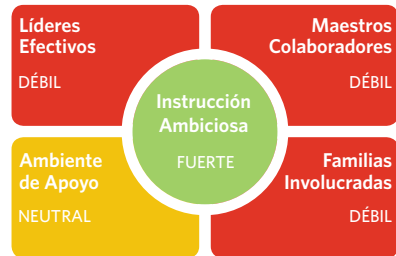 Líderes
Efectivos
DÉBIL
Maestros
Colaboradores
DÉBIL
Instrucción
Ambiciosa
FUERTE
Ambiente
de Apoyo
NEUTRAL
Familias
Involucradas
DÉBIL